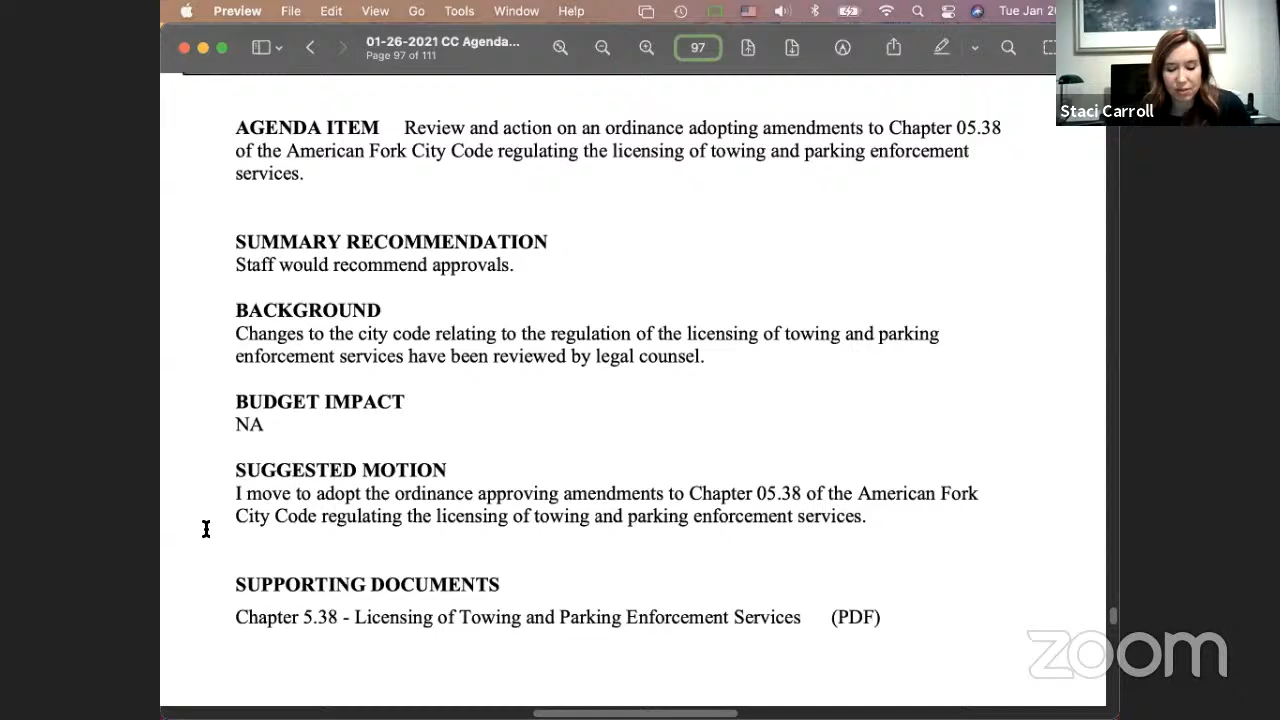 Preview File Edit View Go Tools Window Help Tue Jan 2
01-26-2021 CC Agenda...
Page 97 of 111
97
Staci Carroll
AGENDA ITEM Review and action on an ordinance adopting amendments to Chapter 05.38
of the American Fork City Code regulating the licensing of towing and parking enforcement
services.
SUMMARY RECOMMENDATION
Staff would recommend approvals.
BACKGROUND
Changes to the city code relating to the regulation of the licensing of towing and parking
enforcement services have been reviewed by legal counsel.
BUDGET IMPACT
NA
SUGGESTED MOTION
I move to adopt the ordinance approving amendments to Chapter 05.38 of the American Fork
City Code regulating the licensing of towing and parking enforcement services.
SUPPORTING DOCUMENTS
Chapter 5.38 - Licensing of Towing and Parking Enforcement Services (PDF)
zoom